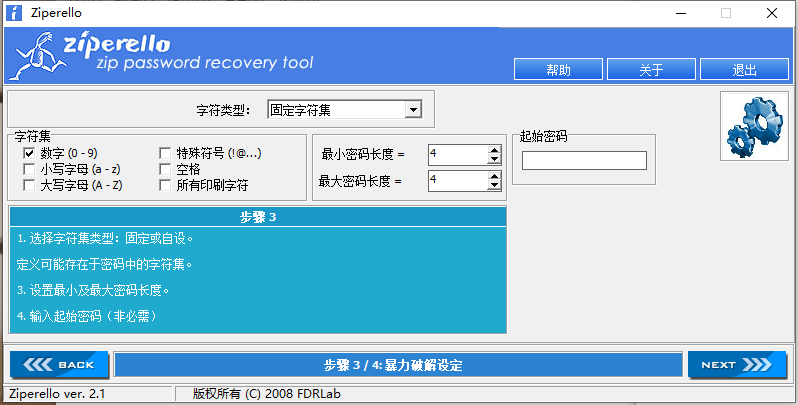 Ziperello
ziperello
zip password recovery tool
帮助
关于
退出
字符类型:
固定字符集
字符集
数字 (0 - 9)
特殊符号 (!@...)
小写字母 (a - z)
空格
大写字母 (A - Z)
所有印刷字符
最小密码长度 =
4
最大密码长度 =
4
起始密码
步骤 3
1. 选择字符集类型: 固定或自设。
定义可能存在于密码中的字符集。
3. 设置最小及最大密码长度。
4. 输入起始密码（非必需）
BACK
步骤 3 / 4: 暴力破解设定
NEXT
Ziperello ver. 2.1
版权所有 (C) 2008 FDRLab